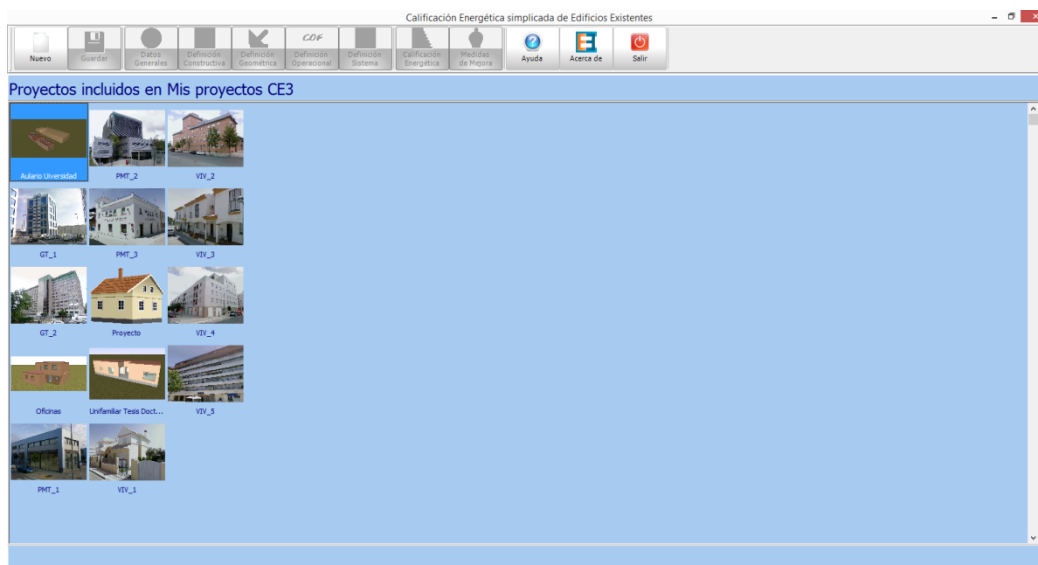 Calificación Energética simplicada de Edificios Existentes
Nuevo
Guardar
Datos
Generales
Definición
Constructiva
Definición
Geométrica
CDF
Definición
Operacional
Definición
Sistema
Calificación
Energética
Medidas
de Mejora
Ayuda
Acerca de
Salir
Proyectos incluidos en Mis proyectos CE3
Aulario Uiversidad
PMT_2
VIV_2
GT_1
PMT_3
VIV_3
GT_2
Proyecto
VIV_4
Oficinas
Unifamiliar Tesis Doct...
VIV_5
PMT_1
VIV_1